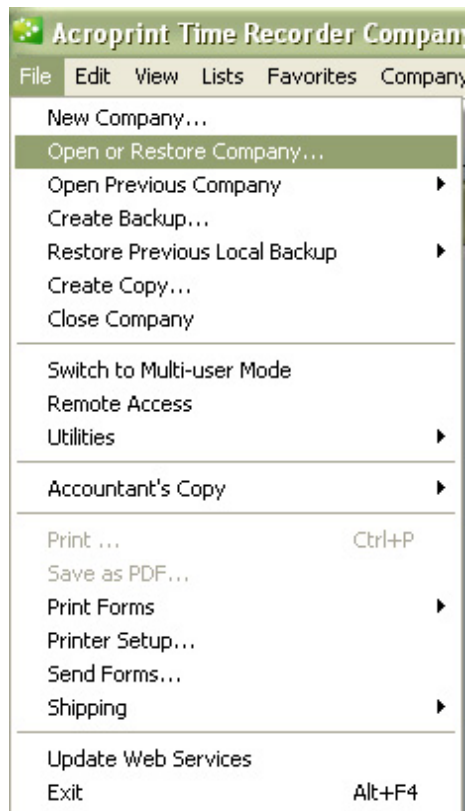 Acroprint Time Recorder Company
File Edit View Lists Favorites Company
New Company...
Open or Restore Company...
Open Previous Company
Create Backup...
Restore Previous Local Backup
Create Copy...
Close Company
Switch to Multi-user Mode
Remote Access
Utilities
Accountant's Copy
Print ... Ctrl+P
Save as PDF...
Print Forms
Printer Setup...
Send Forms...
Shipping
Update Web Services
Exit Alt+F4